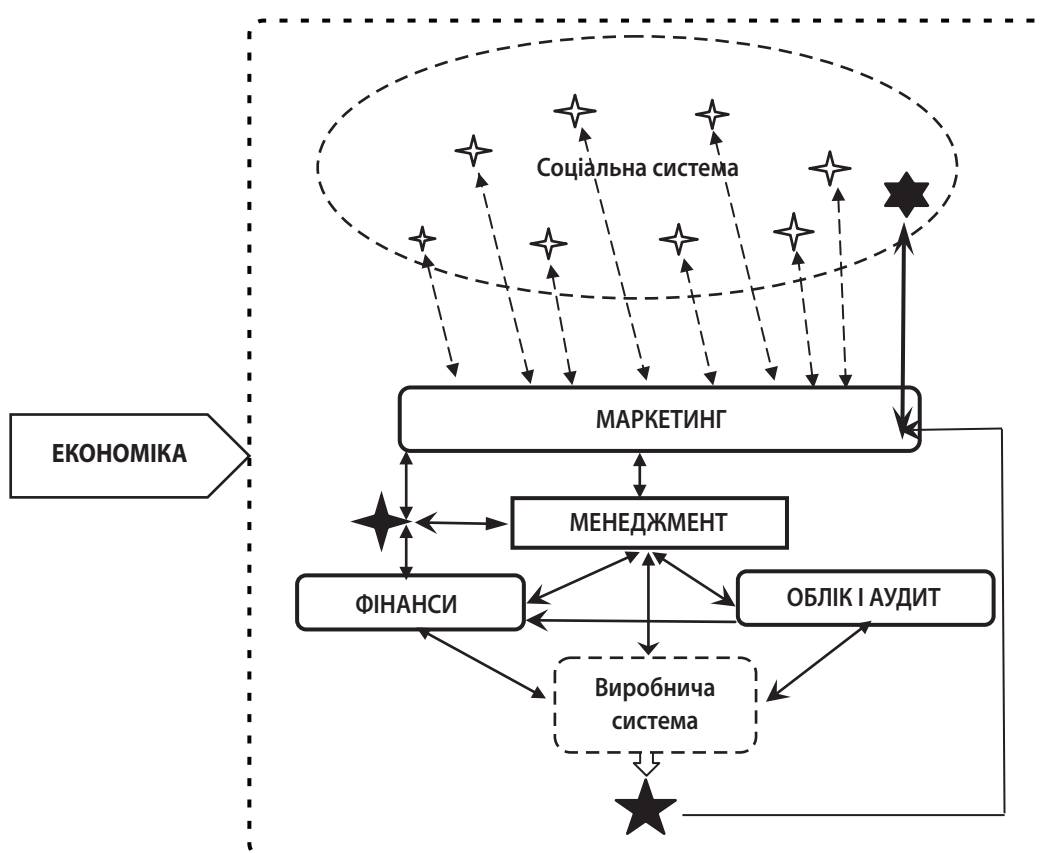 Соціальна система
МАРКЕТИНГ
ЕКОНОМІКА
МЕНЕДЖМЕНТ
ФІНАНСИ
ОБЛІК І АУДИТ
Виробнича
система